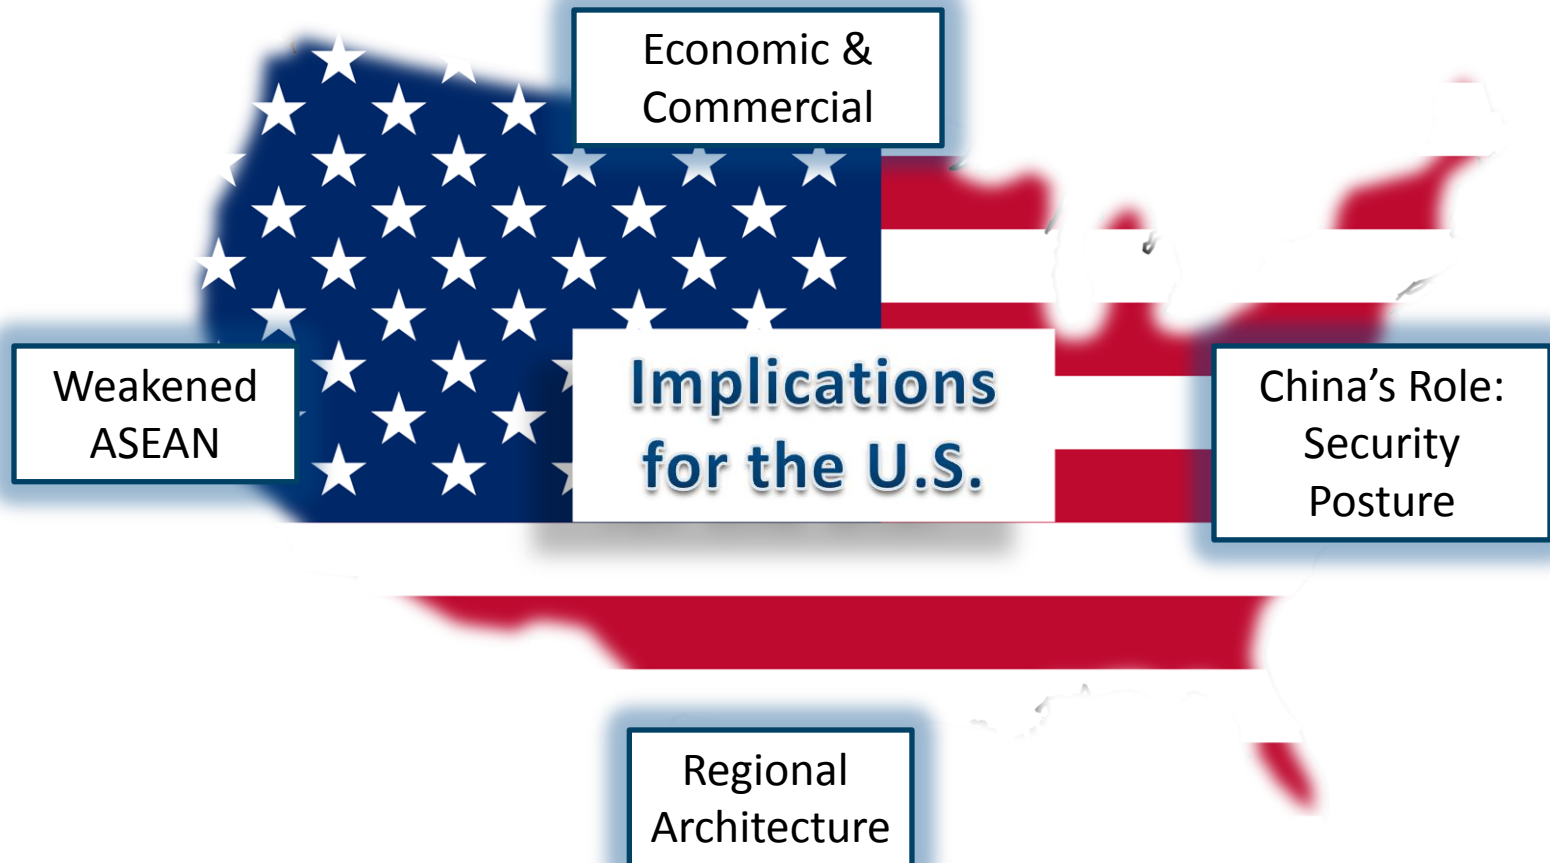 Economic &
Commercial
Weakened
ASEAN
Implications
for the U.S.
China’s Role:
Security
Posture
Regional
Architecture